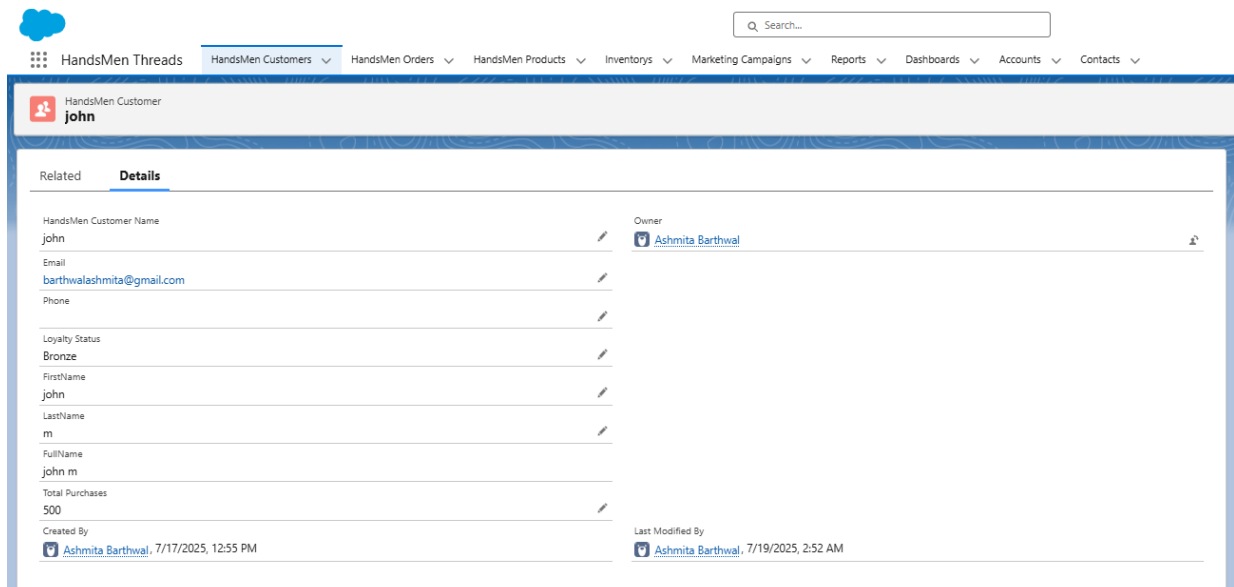 Search...
HandsMen Threads HandsMen Customers HandsMen Orders HandsMen Products Inventorys Marketing Campaigns Reports Dashboards Accounts Contacts
HandsMen Customer
john
Related Details
HandsMen Customer Name
john
Owner
Ashmita Barthwal
Email
barthwalashmita@gmail.com
Phone
Loyalty Status
Bronze
FirstName
john
LastName
m
FullName
john m
Total Purchases
500
Created By
Ashmita Barthwal, 7/17/2025, 12:55 PM
Last Modified By
Ashmita Barthwal, 7/19/2025, 2:52 AM